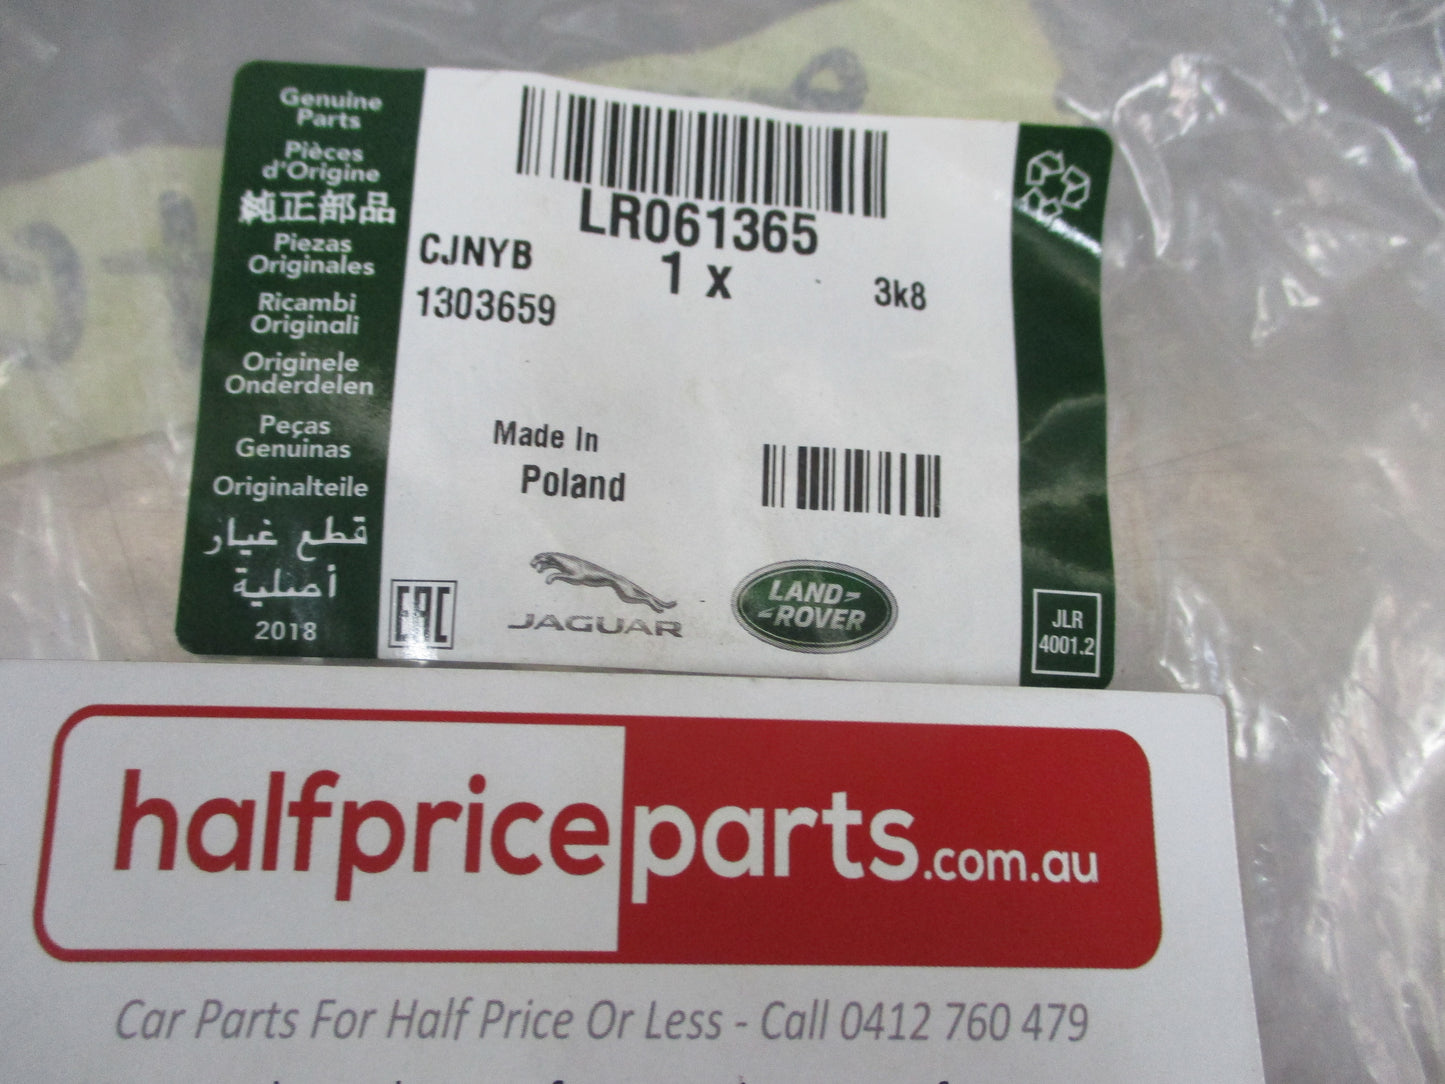 Genuine
Parts
Pièces
d'Origine
純正部品
Piezas
Originales
Ricambi
Originali
Originele
Onderdelen
Peças
Genuinas
Originalteile
قطع غيار
أصلية
2018
LR061365
CJNYB
1 x
3k8
1303659
Made In
Poland
EAC
JAGUAR
LAND
ROVER
JLR
4001.2
halfpriceparts.com.au
Car Parts For Half Price Or Less - Call 0412 760 479